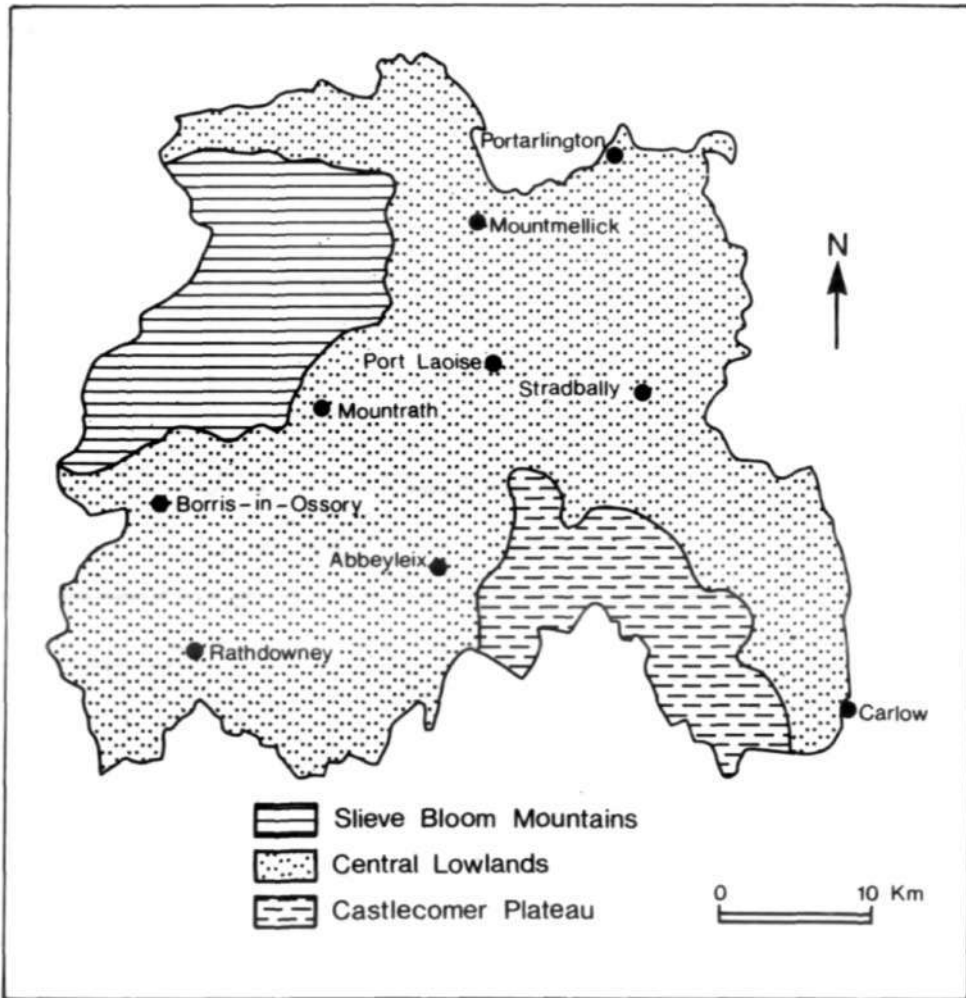 Portarlington
Mountmellick
N
Port Laoise
Stradbally
Mountrath
Borris-in-Ossory
Abbeyleix
Rathdowney
Carlow
Slieve Bloom Mountains
Central Lowlands
Castlecomer Plateau
0 10 Km